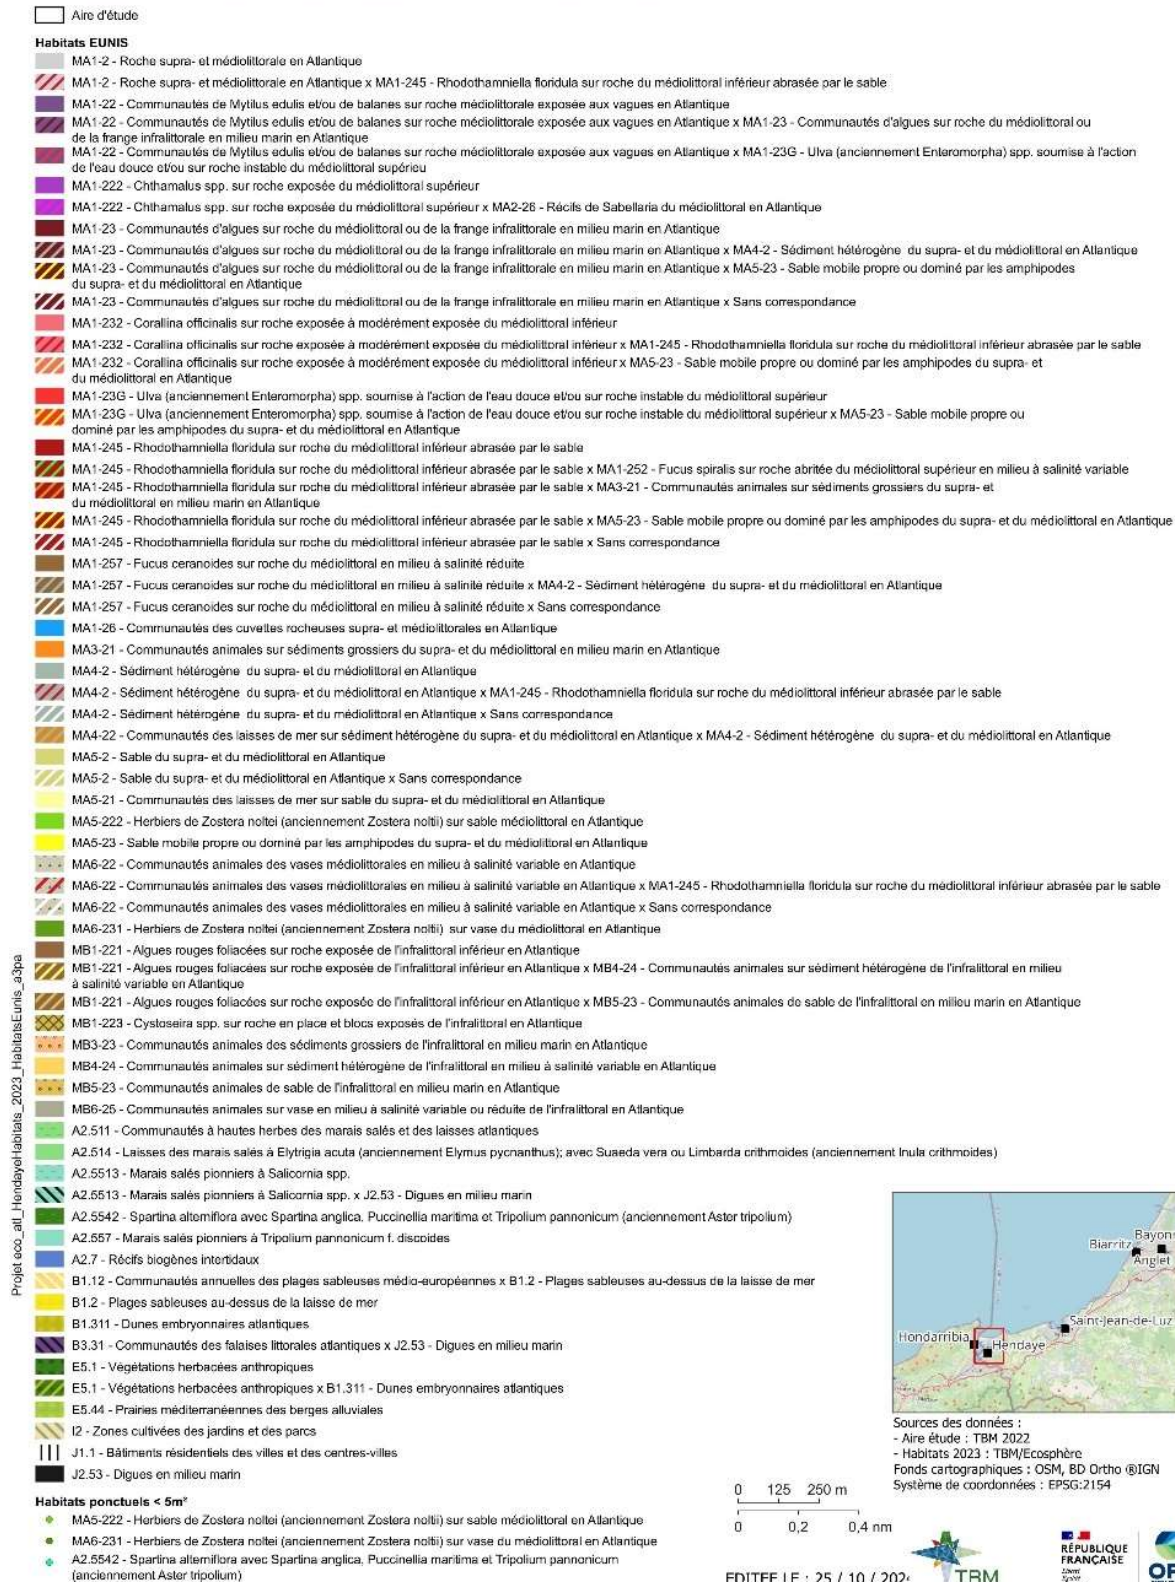 Aire d'étude
Habitats EUNIS
MA1-2 - Roche supra- et médiolittorale en Atlantique
MA1-2 - Roche supra- et médiolittorale en Atlantique x MA1-245 - Rhodothamniella floridula sur roche du médiolittoral inférieur abrasée par le sable
MA1-22 - Communautés de Mytilus edulis et/ou de balanes sur roche médiolittorale exposée aux vagues en Atlantique
MA1-22 - Communautés de Mytilus edulis et/ou de balanes sur roche médiolittorale exposée aux vagues en Atlantique x MA1-23 - Communautés d'algues sur roche du médiolittoral ou
de la frange infralittorale en milieu marin en Atlantique
MA1-22 - Communautés de Mytilus edulis et/ou de balanes sur roche médiolittorale exposée aux vagues en Atlantique x MA1-23G - Ulva (anciennement Enteromorpha) spp. soumise à l'action
de l'eau douce et/ou sur roche instable du médiolittoral supérieu
MA1-222 - Chthamalus spp. sur roche exposée du médiolittoral supérieur
MA1-222 - Chthamalus spp. sur roche exposée du médiolittoral supérieur x MA2-26 - Récifs de Sabellaria du médiolittoral en Atlantique
MA1-23 - Communautés d'algues sur roche du médiolittoral ou de la frange infralittorale en milieu marin en Atlantique
MA1-23 - Communautés d'algues sur roche du médiolittoral ou de la frange infralittorale en milieu marin en Atlantique x MA4-2 - Sédiment hétérogène du supra- et du médiolittoral en Atlantique
MA1-23 - Communautés d'algues sur roche du médiolittoral ou de la frange infralittorale en milieu marin en Atlantique x MA5-23 - Sable mobile propre ou dominé par les amphipodes
du supra- et du médiolittoral en Atlantique
MA1-23 - Communautés d'algues sur roche du médiolittoral ou de la frange infralittorale en milieu marin en Atlantique x Sans correspondance
MA1-232 - Corallina officinalis sur roche exposée à modérément exposée du médiolittoral inférieur
MA1-232 - Corallina officinalis sur roche exposée à modérément exposée du médiolittoral inférieur x MA1-245 - Rhodothamniella floridula sur roche du médiolittoral inférieur abrasée par le sable
MA1-232 - Corallina officinalis sur roche exposée à modérément exposée du médiolittoral inférieur x MA5-23 - Sable mobile propre ou dominé par les amphipodes du supra- et
du médiolittoral en Atlantique
MA1-23G - Ulva (anciennement Enteromorpha) spp. soumise à l'action de l'eau douce et/ou sur roche instable du médiolittoral supérieur
MA1-23G - Ulva (anciennement Enteromorpha) spp. soumise à l'action de l'eau douce et/ou sur roche instable du médiolittoral supérieur x MA5-23 - Sable mobile propre ou
dominé par les amphipodes du supra- et du médiolittoral en Atlantique
MA1-245 - Rhodothamniella floridula sur roche du médiolittoral inférieur abrasée par le sable
MA1-245 - Rhodothamniella floridula sur roche du médiolittoral inférieur abrasée par le sable x MA1-252 - Fucus spiralis sur roche abritée du médiolittoral supérieur en milieu à salinité variable
MA1-245 - Rhodothamniella floridula sur roche du médiolittoral inférieur abrasée par le sable x MA3-21 - Communautés animales sur sédiments grossiers du supra- et
du médiolittoral en milieu marin en Atlantique
MA1-245 - Rhodothamniella floridula sur roche du médiolittoral inférieur abrasée par le sable x MA5-23 - Sable mobile propre ou dominé par les amphipodes du supra- et du médiolittoral en Atlantique
MA1-245 - Rhodothamniella floridula sur roche du médiolittoral inférieur abrasée par le sable x Sans correspondance
MA1-257 - Fucus ceranoides sur roche du médiolittoral en milieu à salinité réduite
MA1-257 - Fucus ceranoides sur roche du médiolittoral en milieu à salinité réduite x MA4-2 - Sédiment hétérogène du supra- et du médiolittoral en Atlantique
MA1-257 - Fucus ceranoides sur roche du médiolittoral en milieu à salinité réduite x Sans correspondance
MA1-26 - Communautés des cuvettes rocheuses supra- et médiolittorales en Atlantique
MA3-21 - Communautés animales sur sédiments grossiers du supra- et du médiolittoral en milieu marin en Atlantique
MA4-2 - Sédiment hétérogène du supra- et du médiolittoral en Atlantique
MA4-2 - Sédiment hétérogène du supra- et du médiolittoral en Atlantique x MA1-245 - Rhodothamniella floridula sur roche du médiolittoral inférieur abrasée par le sable
MA4-2 - Sédiment hétérogène du supra- et du médiolittoral en Atlantique x Sans correspondance
MA4-22 - Communautés des laisses de mer sur sédiment hétérogène du supra- et du médiolittoral en Atlantique x MA4-2 - Sédiment hétérogène du supra- et du médiolittoral en Atlantique
MA5-2 - Sable du supra- et du médiolittoral en Atlantique
MA5-2 - Sable du supra- et du médiolittoral en Atlantique x Sans correspondance
MA5-21 - Communautés des laisses de mer sur sable du supra- et du médiolittoral en Atlantique
MA5-222 - Herbiers de Zostera noltei (anciennement Zostera noltii) sur sable médiolittoral en Atlantique
MA5-23 - Sable mobile propre ou dominé par les amphipodes du supra- et du médiolittoral en Atlantique
MA6-22 - Communautés animales des vases médiolittorales en milieu à salinité variable en Atlantique
MA6-22 - Communautés animales des vases médiolittorales en milieu à salinité variable en Atlantique x MA1-245 - Rhodothamniella floridula sur roche du médiolittoral inférieur abrasée par le sable
MA6-22 - Communautés animales des vases médiolittorales en milieu à salinité variable en Atlantique x Sans correspondance
MA6-231 - Herbiers de Zostera noltei (anciennement Zostera noltii) sur vase du médiolittoral en Atlantique
MB1-221 - Algues rouges foliacées sur roche exposée de l'infralittoral inférieur en Atlantique
MB1-221 - Algues rouges foliacées sur roche exposée de l'infralittoral inférieur en Atlantique x MB4-24 - Communautés animales sur sédiment hétérogène de l'infralittoral en milieu
à salinité variable en Atlantique
MB1-221 - Algues rouges foliacées sur roche exposée de l'infralittoral inférieur en Atlantique x MB5-23 - Communautés animales de sable de l'infralittoral en milieu marin en Atlantique
MB1-223 - Cystoseira spp. sur roche en place et blocs exposés de l'infralittoral en Atlantique
MB3-23 - Communautés animales des sédiments grossiers de l'infralittoral en milieu marin en Atlantique
MB4-24 - Communautés animales sur sédiment hétérogène de l'infralittoral en milieu à salinité variable en Atlantique
MB5-23 - Communautés animales de sable de l'infralittoral en milieu marin en Atlantique
MB6-25 - Communautés animales sur vase en milieu à salinité variable ou réduite de l'infralittoral en Atlantique
A2.511 - Communautés à hautes herbes des marais salés et des laisses atlantiques
A2.514 - Laisses des marais salés à Elytrigia acuta (anciennement Elymus pycnanthus); avec Suaeda vera ou Limbarda crithmoides (anciennement Inula crithmoides)
A2.5513 - Marais salés pionniers à Salicornia spp.
A2.5513 - Marais salés pionniers à Salicornia spp. x J2.53 - Digues en milieu marin
A2.5542 - Spartina alterniflora avec Spartina anglica, Puccinellia maritima et Tripolium pannonicum (anciennement Aster tripolium)
A2.557 - Marais salés pionniers à Tripolium pannonicum f. discoides
A2.7 - Récifs biogènes intertidaux
B1.12 - Communautés annuelles des plages sableuses médio-européennes x B1.2 - Plages sableuses au-dessus de la laisse de mer
B1.2 - Plages sableuses au-dessus de la laisse de mer
B1.311 - Dunes embryonnaires atlantiques
B3.31 - Communautés des falaises littorales atlantiques x J2.53 - Digues en milieu marin
E5.1 - Végétations herbacées anthropiques
E5.1 - Végétations herbacées anthropiques x B1.311 - Dunes embryonnaires atlantiques
E5.44 - Prairies méditerranéennes des berges alluviales
I2 - Zones cultivées des jardins et des parcs
J1.1 - Bâtiments résidentiels des villes et des centres-villes
J2.53 - Digues en milieu marin
Habitats ponctuels < 5m²
MA5-222 - Herbiers de Zostera noltei (anciennement Zostera noltii) sur sable médiolittoral en Atlantique
MA6-231 - Herbiers de Zostera noltei (anciennement Zostera noltii) sur vase du médiolittoral en Atlantique
A2.5542 - Spartina alterniflora avec Spartina anglica, Puccinellia maritima et Tripolium pannonicum
(anciennement Aster tripolium)
Projet eco_atl_HendayeHabitats_2023_HabitatsEunis_a3pa
Biarritz
Bayonn
Anglet
Saint-Jean-de-Luz
Hondarribia
Hendaye
Sources des données :
- Aire étude : TBM 2022
- Habitats 2023 : TBM/Ecosphère
Fonds cartographiques : OSM, BD Ortho ®IGN
Système de coordonnées : EPSG:2154
0 125 250 m
0 0,2 0,4 nm
EDITEE LE : 25 / 10 / 202
TBM
RÉPUBLIQUE
FRANÇAISE